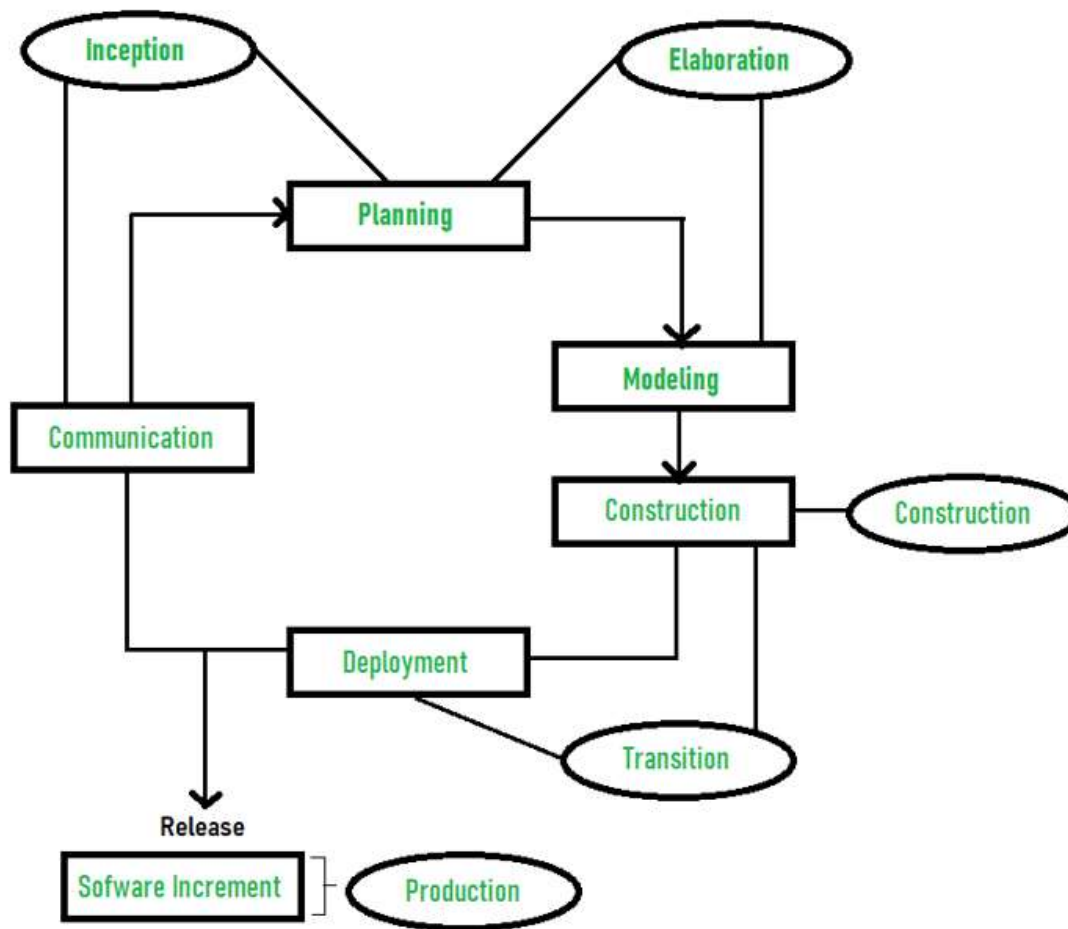 Inception
Elaboration
Planning
Modeling
Communication
Construction
Construction
Deployment
Transition
Release
Sofware Increment
Production